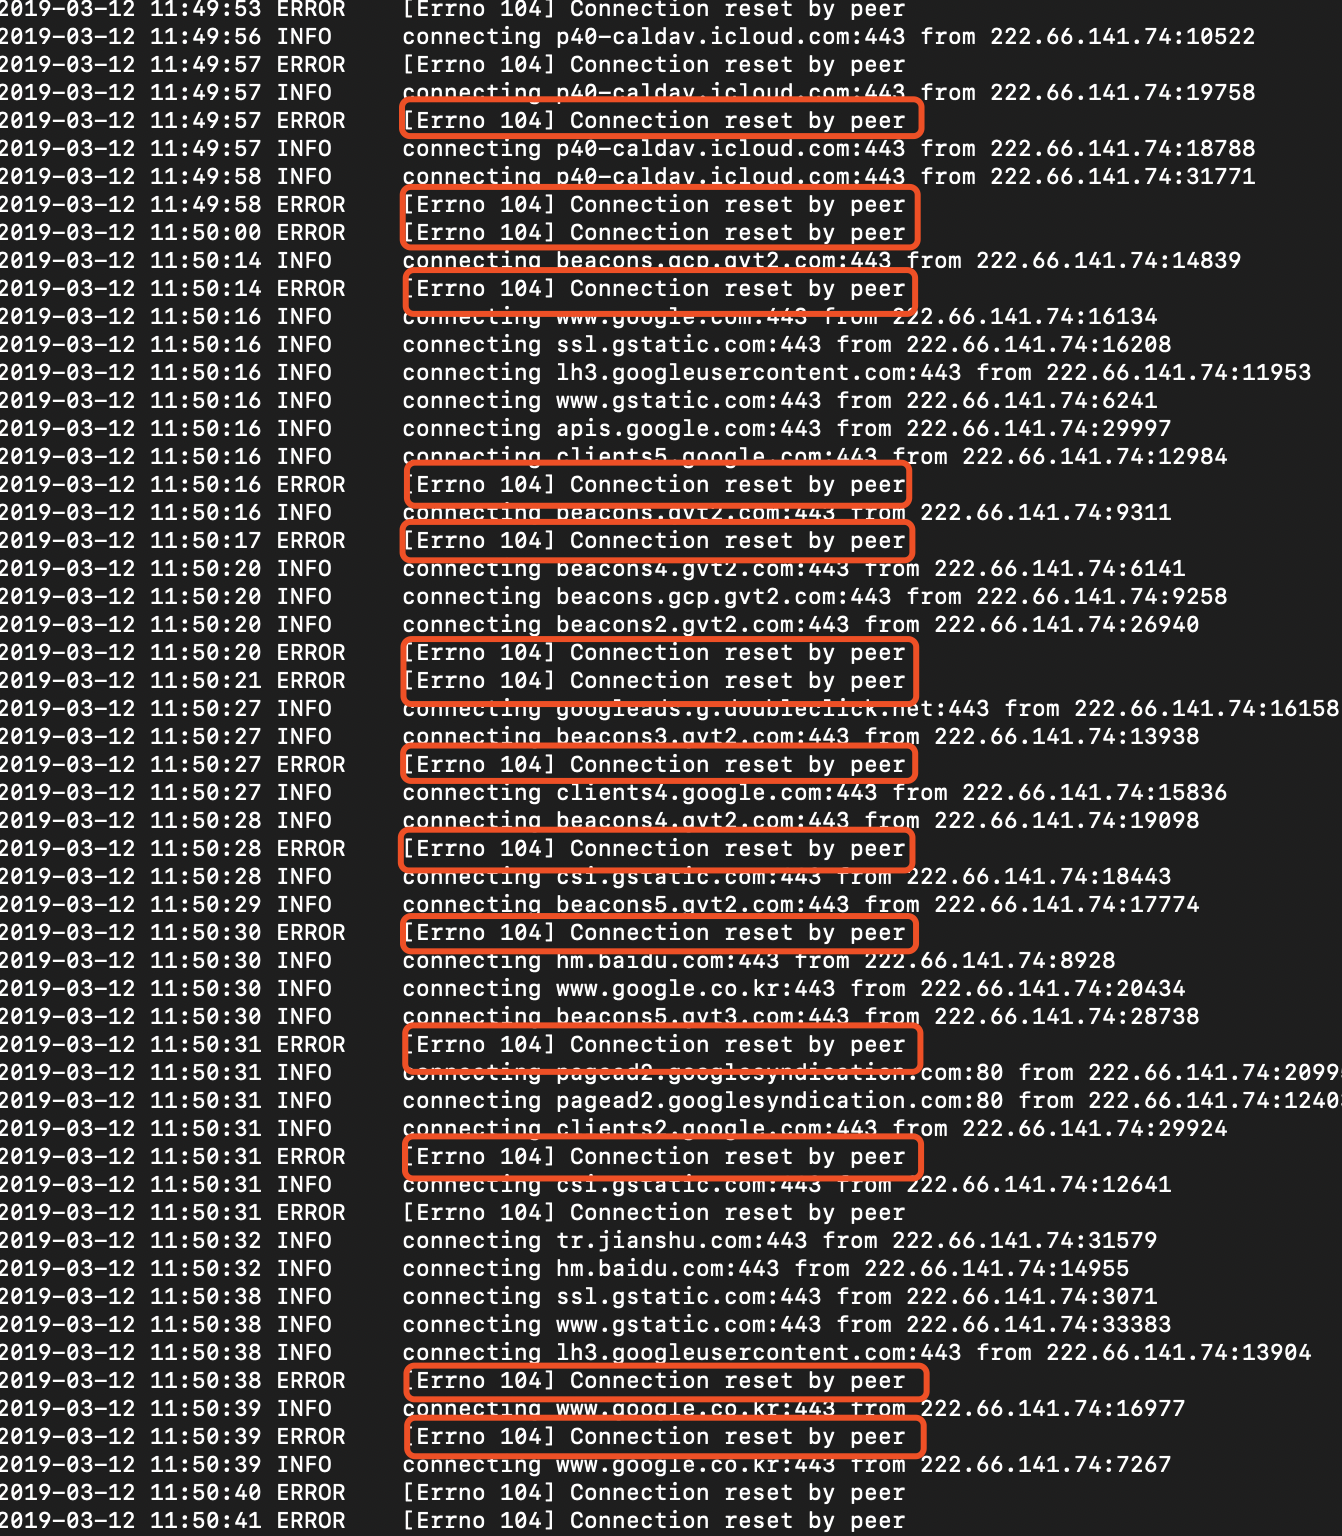 2019-03-12 11:49:53 ERROR    [Errno 104] Connection reset by peer
2019-03-12 11:49:56 INFO     connecting p40-caldav.icloud.com:443 from 222.66.141.74:10522
2019-03-12 11:49:57 ERROR    [Errno 104] Connection reset by peer
2019-03-12 11:49:57 INFO     connecting p40-caldav.icloud.com:443 from 222.66.141.74:19758
2019-03-12 11:49:57 ERROR    [Errno 104] Connection reset by peer
2019-03-12 11:49:57 INFO     connecting p40-caldav.icloud.com:443 from 222.66.141.74:18788
2019-03-12 11:49:58 INFO     connecting p40-caldav.icloud.com:443 from 222.66.141.74:31771
2019-03-12 11:49:58 ERROR    [Errno 104] Connection reset by peer
2019-03-12 11:50:00 ERROR    [Errno 104] Connection reset by peer
2019-03-12 11:50:14 INFO     connecting beacons.gcp.gvt2.com:443 from 222.66.141.74:14839
2019-03-12 11:50:14 ERROR    [Errno 104] Connection reset by peer
2019-03-12 11:50:16 INFO     connecting www.google.com:443 from 222.66.141.74:16134
2019-03-12 11:50:16 INFO     connecting ssl.gstatic.com:443 from 222.66.141.74:16208
2019-03-12 11:50:16 INFO     connecting lh3.googleusercontent.com:443 from 222.66.141.74:11953
2019-03-12 11:50:16 INFO     connecting www.gstatic.com:443 from 222.66.141.74:6241
2019-03-12 11:50:16 INFO     connecting apis.google.com:443 from 222.66.141.74:29997
2019-03-12 11:50:16 INFO     connecting clients5.google.com:443 from 222.66.141.74:12984
2019-03-12 11:50:16 ERROR    [Errno 104] Connection reset by peer
2019-03-12 11:50:16 INFO     connecting beacons.gvt2.com:443 from 222.66.141.74:9311
2019-03-12 11:50:17 ERROR    [Errno 104] Connection reset by peer
2019-03-12 11:50:20 INFO     connecting beacons4.gvt2.com:443 from 222.66.141.74:6141
2019-03-12 11:50:20 INFO     connecting beacons.gcp.gvt2.com:443 from 222.66.141.74:9258
2019-03-12 11:50:20 INFO     connecting beacons2.gvt2.com:443 from 222.66.141.74:26940
2019-03-12 11:50:20 ERROR    [Errno 104] Connection reset by peer
2019-03-12 11:50:21 ERROR    [Errno 104] Connection reset by peer
2019-03-12 11:50:27 INFO     connecting googleads.g.doubleclick.net:443 from 222.66.141.74:16158
2019-03-12 11:50:27 INFO     connecting beacons3.gvt2.com:443 from 222.66.141.74:13938
2019-03-12 11:50:27 ERROR    [Errno 104] Connection reset by peer
2019-03-12 11:50:27 INFO     connecting clients4.google.com:443 from 222.66.141.74:15836
2019-03-12 11:50:28 INFO     connecting beacons4.gvt2.com:443 from 222.66.141.74:19098
2019-03-12 11:50:28 ERROR    [Errno 104] Connection reset by peer
2019-03-12 11:50:28 INFO     connecting csi.gstatic.com:443 from 222.66.141.74:18443
2019-03-12 11:50:29 INFO     connecting beacons5.gvt2.com:443 from 222.66.141.74:17774
2019-03-12 11:50:30 ERROR    [Errno 104] Connection reset by peer
2019-03-12 11:50:30 INFO     connecting hm.baidu.com:443 from 222.66.141.74:8928
2019-03-12 11:50:30 INFO     connecting www.google.co.kr:443 from 222.66.141.74:20434
2019-03-12 11:50:30 INFO     connecting beacons5.gvt3.com:443 from 222.66.141.74:28738
2019-03-12 11:50:31 ERROR    [Errno 104] Connection reset by peer
2019-03-12 11:50:31 INFO     connecting pagead2.googlesyndication.com:80 from 222.66.141.74:2099
2019-03-12 11:50:31 INFO     connecting pagead2.googlesyndication.com:80 from 222.66.141.74:1240
2019-03-12 11:50:31 INFO     connecting clients2.google.com:443 from 222.66.141.74:29924
2019-03-12 11:50:31 ERROR    [Errno 104] Connection reset by peer
2019-03-12 11:50:31 INFO     connecting csi.gstatic.com:443 from 222.66.141.74:12641
2019-03-12 11:50:31 ERROR    [Errno 104] Connection reset by peer
2019-03-12 11:50:32 INFO     connecting tr.jianshu.com:443 from 222.66.141.74:31579
2019-03-12 11:50:32 INFO     connecting hm.baidu.com:443 from 222.66.141.74:14955
2019-03-12 11:50:38 INFO     connecting ssl.gstatic.com:443 from 222.66.141.74:3071
2019-03-12 11:50:38 INFO     connecting www.gstatic.com:443 from 222.66.141.74:33383
2019-03-12 11:50:38 INFO     connecting lh3.googleusercontent.com:443 from 222.66.141.74:13904
2019-03-12 11:50:38 ERROR    [Errno 104] Connection reset by peer
2019-03-12 11:50:39 INFO     connecting www.google.co.kr:443 from 222.66.141.74:16977
2019-03-12 11:50:39 ERROR    [Errno 104] Connection reset by peer
2019-03-12 11:50:39 INFO     connecting www.google.co.kr:443 from 222.66.141.74:7267
2019-03-12 11:50:40 ERROR    [Errno 104] Connection reset by peer
2019-03-12 11:50:41 ERROR    [Errno 104] Connection reset by peer